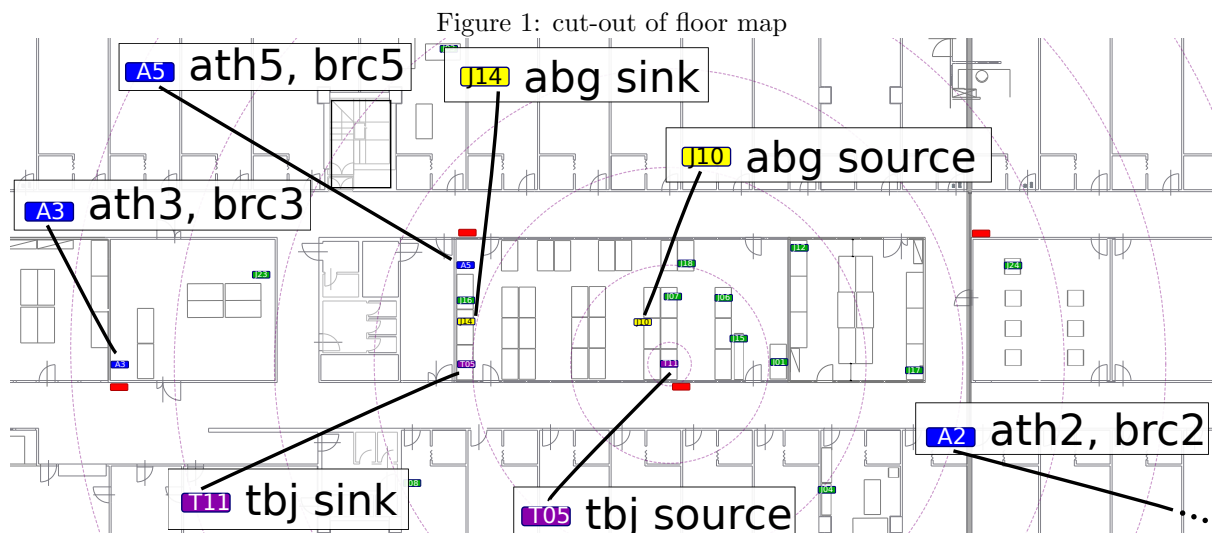 Figure 1: cut-out of floor map
A5 ath5, brc5
J14 abg sink
J10 abg source
A3 ath3, brc3
J12
A5
J18
J24
J23
J16
J07
J06
J14
J10
J15
A3
T05
T11
J01
J17
A2 ath2, brc2
T11 tbj sink
08
J04
T05 tbj source